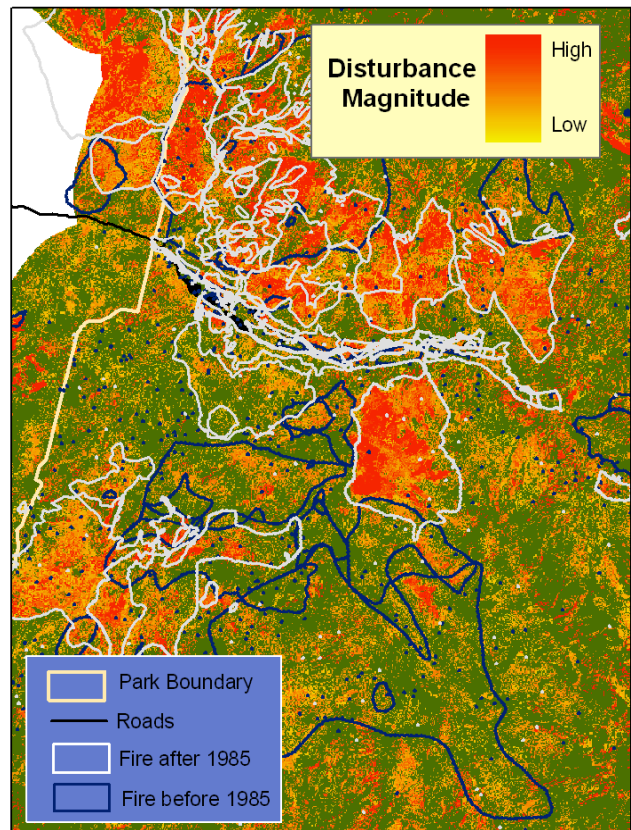 Disturbance
Magnitude
High
Low
Park Boundary
Roads
Fire after 1985
Fire before 1985